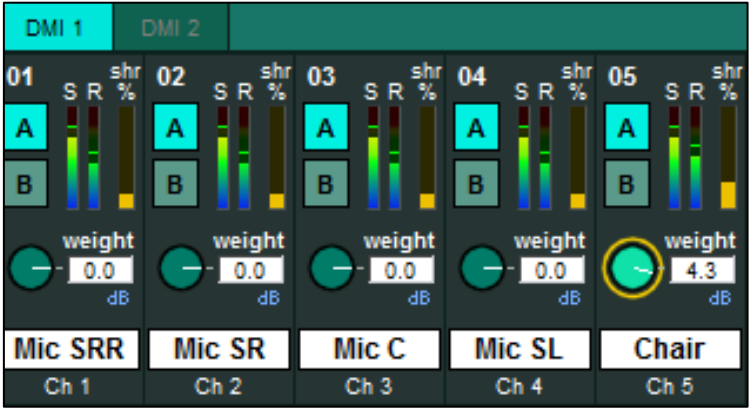 DMI 1 DMI 2
01 S R shr % 02 S R shr % 03 S R shr % 04 S R shr % 05 S R shr %
A A A A A
B B B B B
weight weight weight weight weight
0.0 0.0 0.0 0.0 4.3
dB dB dB dB dB
Mic SRR Mic SR Mic C Mic SL Chair
Ch 1 Ch 2 Ch 3 Ch 4 Ch 5